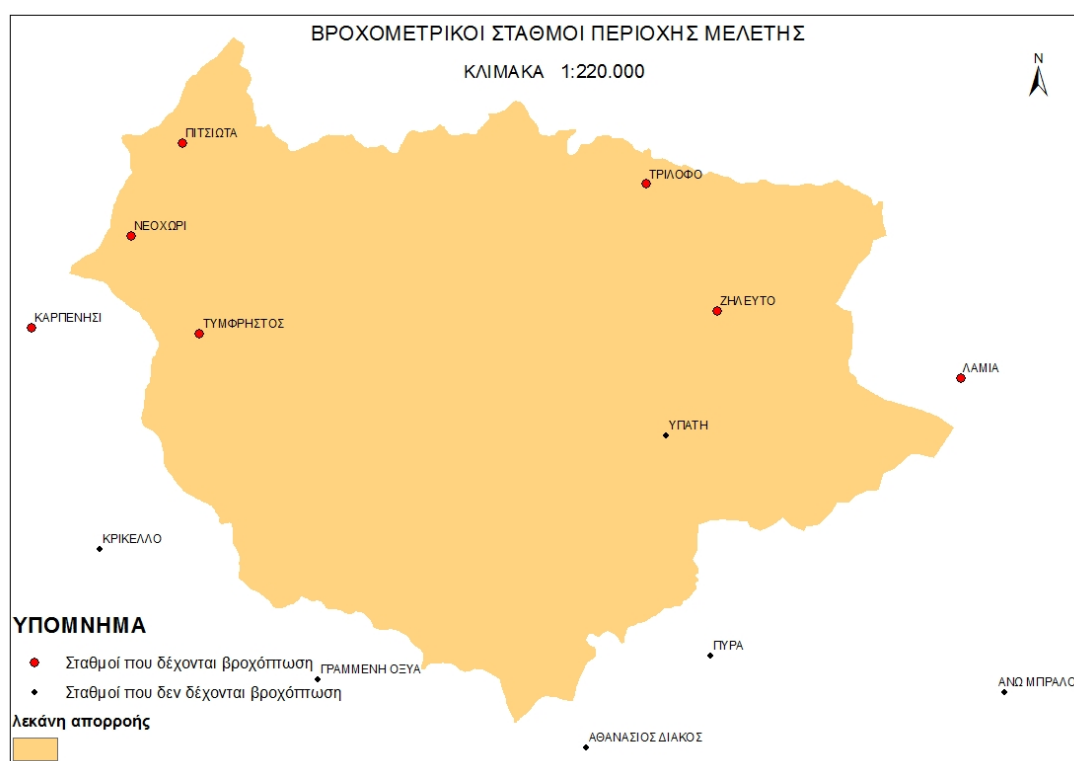 ΒΡΟΧΟΜΕΤΡΙΚΟΙ ΣΤΑΘΜΟΙ ΠΕΡΙΟΧΗΣ ΜΕΛΕΤΗΣ
ΚΛΙΜΑΚΑ 1:220.000
N
ΠΙΤΣΙΩΤΑ
ΤΡΙΛΟΦΟ
ΝΕΟΧΩΡΙ
ΖΗΛΕΥΤΟ
ΚΑΡΠΕΝΗΣΙ
ΤΥΜΦΡΗΣΤΟΣ
ΛΑΜΙΑ
ΥΠΑΤΗ
ΚΡΙΚΕΛΛΟ
ΠΥΡΑ
ΓΡΑΜΜΕΝΗ ΟΞΥΑ
ΑΝΩ ΜΠΡΑΛΟ
ΑΘΑΝΑΣΙΟΣ ΔΙΑΚΟΣ
ΥΠΟΜΝΗΜΑ
Σταθμοί που δέχονται βροχόπτωση
Σταθμοί που δεν δέχονται βροχόπτωση
λεκάνη απορροής